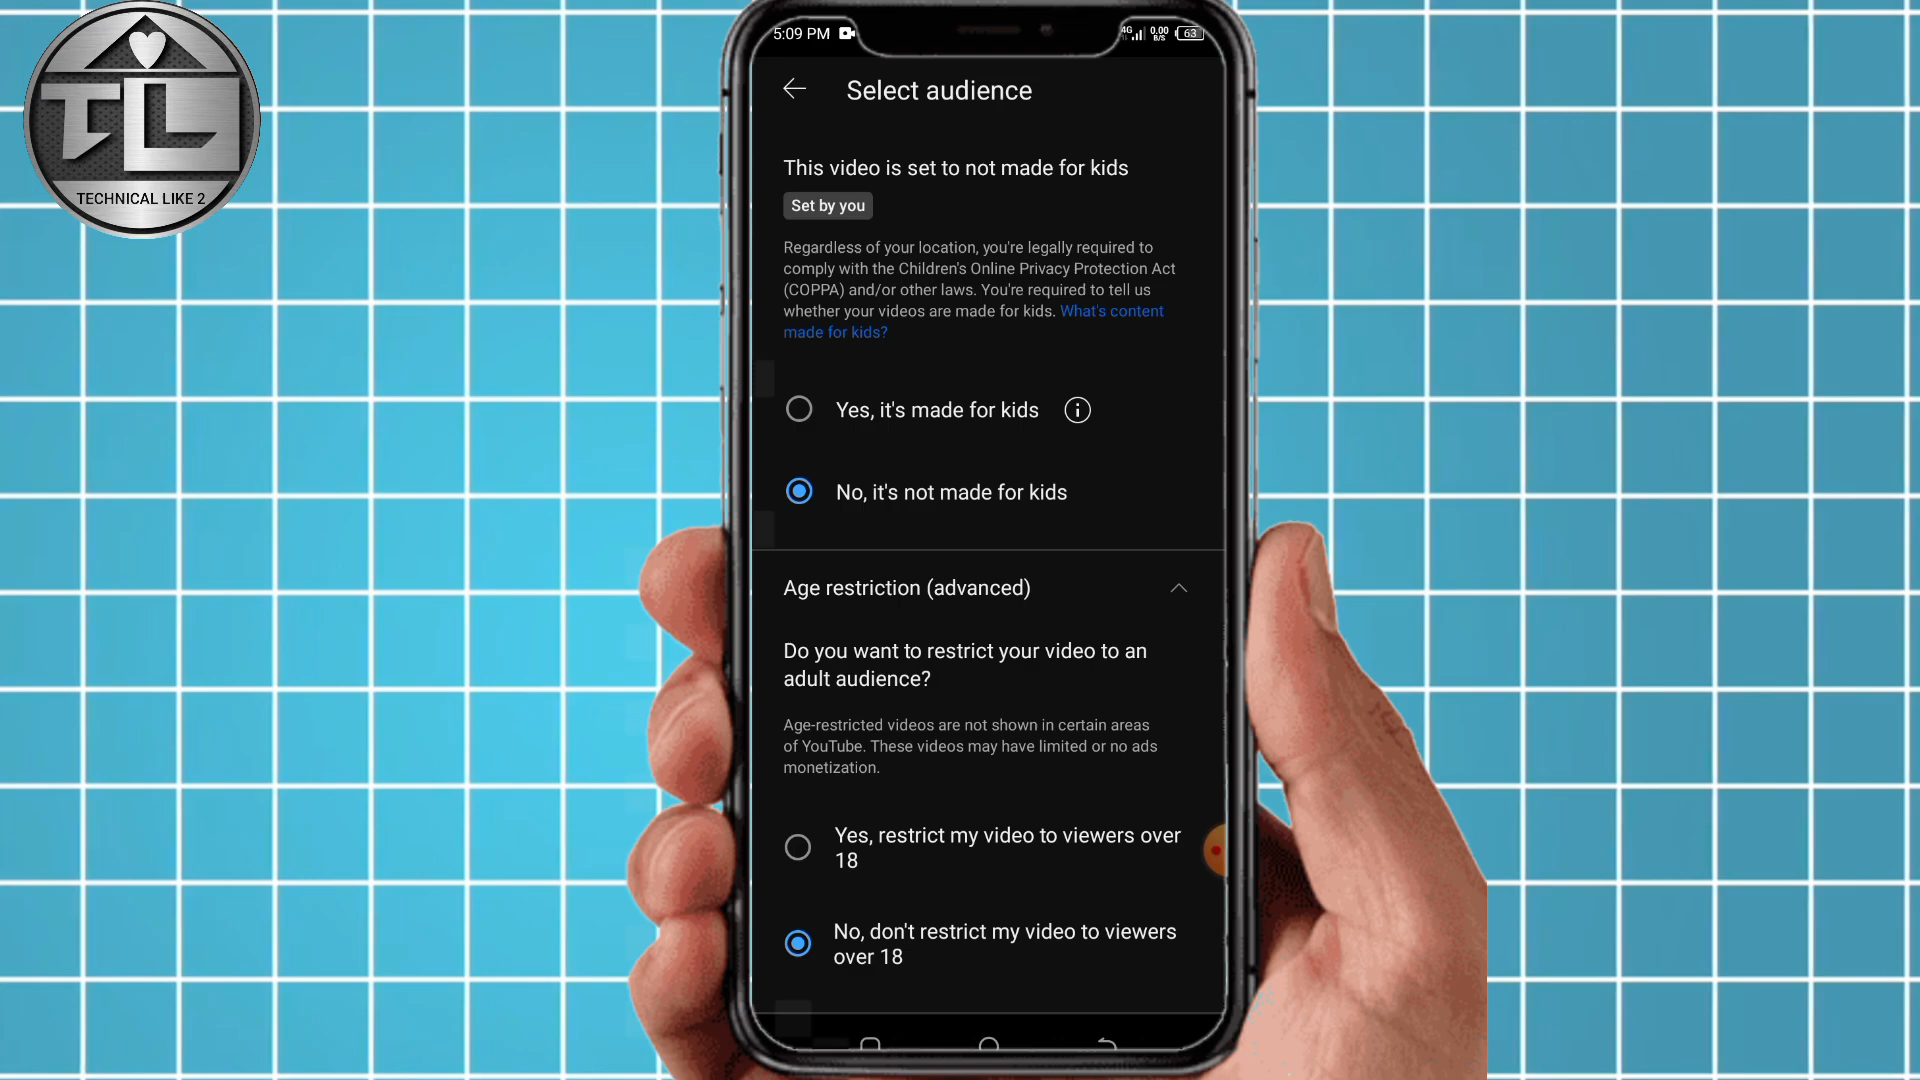 TL
TECHNICAL LIKE 2
5:09 PM
4G 0.00 B/S 63
Select audience
This video is set to not made for kids
Set by you
Regardless of your location, you're legally required to
comply with the Children's Online Privacy Protection Act
(COPPA) and/or other laws. You're required to tell us
whether your videos are made for kids. What's content
made for kids?
Yes, it's made for kids
No, it's not made for kids
Age restriction (advanced)
Do you want to restrict your video to an
adult audience?
Age-restricted videos are not shown in certain areas
of YouTube. These videos may have limited or no ads
monetization.
Yes, restrict my video to viewers over
18
No, don't restrict my video to viewers
over 18